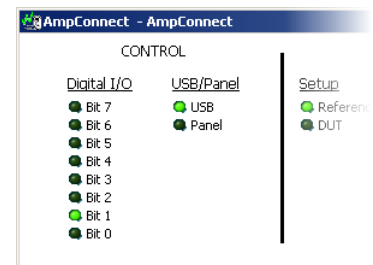 AmpConnect - AmpConnect
CONTROL
Digital I/O
Bit 7
Bit 6
Bit 5
Bit 4
Bit 3
Bit 2
Bit 1
Bit 0
USB/Panel
USB
Panel
Setup
Referenc
DUT